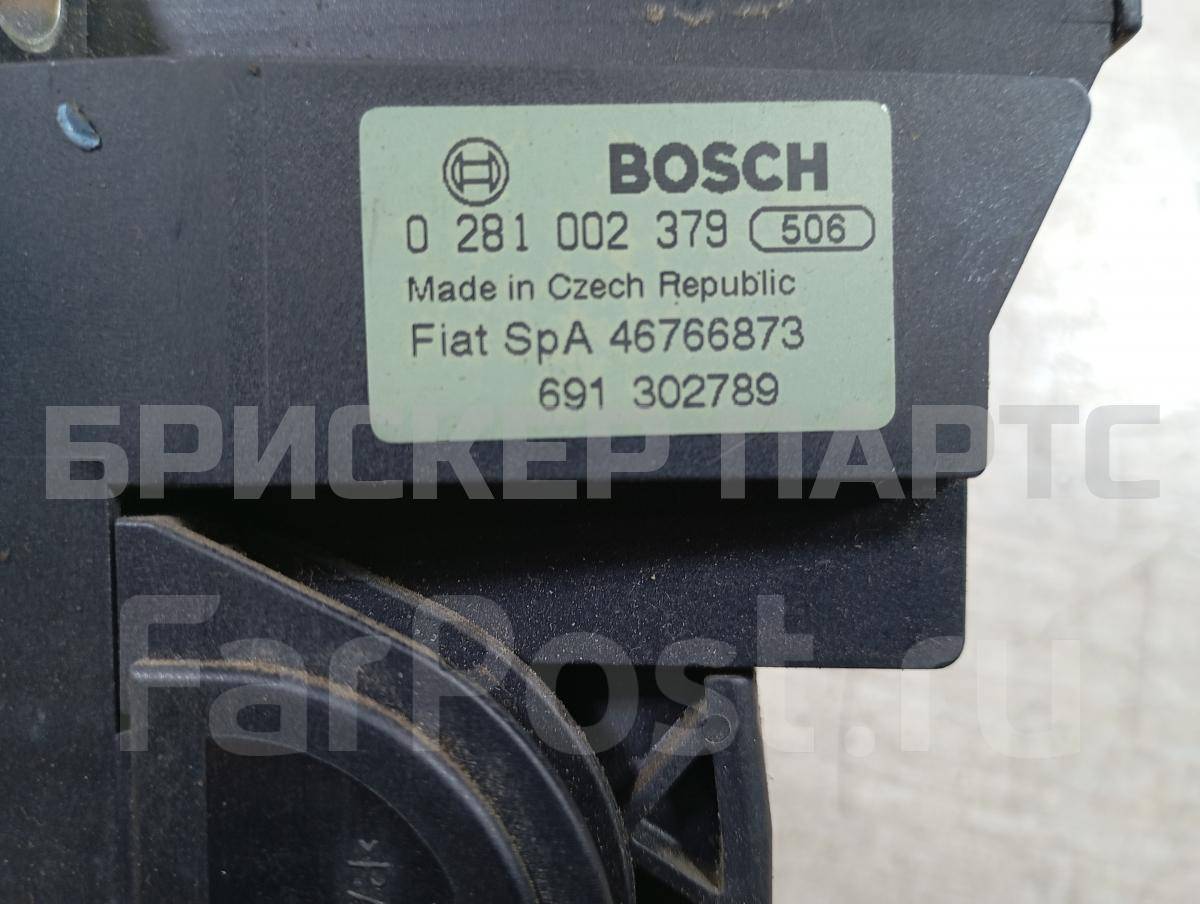 BOSCH
0 281 002 379 506
Made in Czech Republic
Fiat SpA 46766873
691 302789
БРИСКЕР ПАРТС
FarPost.ru